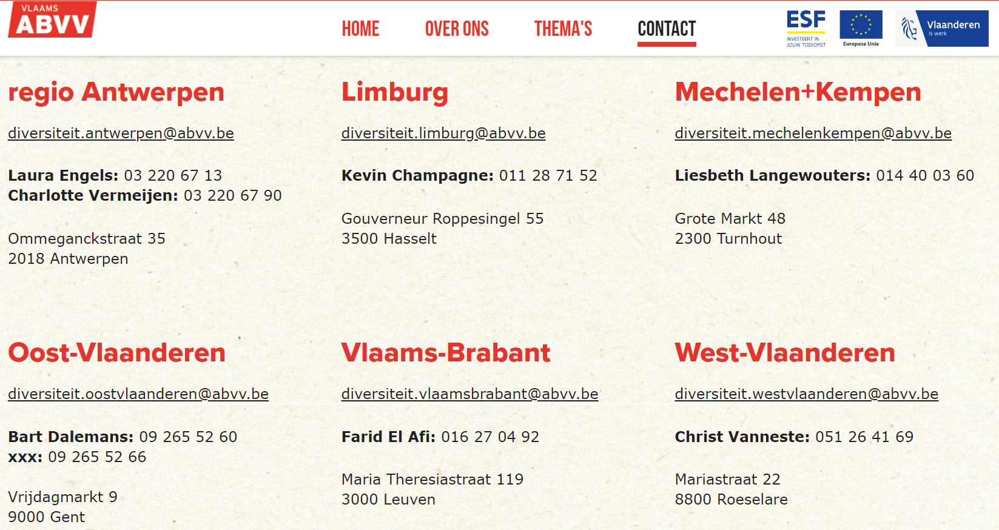 VLAAMS
ABVV
HOME
OVER ONS
THEMA'S
CONTACT
ESF
INVESTEERT IN
JOUW TOEKOMST
Europese Unie
Vlaanderen
is werk
regio Antwerpen
diversiteit.antwerpen@abvv.be
Laura Engels: 03 220 67 13
Charlotte Vermeijen: 03 220 67 90
Ommeganckstraat 35
2018 Antwerpen
Limburg
diversiteit.limburg@abvv.be
Kevin Champagne: 011 28 71 52
Gouverneur Roppesingel 55
3500 Hasselt
Mechelen+Kempen
diversiteit.mechelenkempen@abvv.be
Liesbeth Langewouters: 014 40 03 60
Grote Markt 48
2300 Turnhout
Oost-Vlaanderen
diversiteit.oostvlaanderen@abvv.be
Bart Dalemans: 09 265 52 60
xxx: 09 265 52 66
Vrijdagmarkt 9
9000 Gent
Vlaams-Brabant
diversiteit.vlaamsbrabant@abvv.be
Farid El Afi: 016 27 04 92
Maria Theresiastraat 119
3000 Leuven
West-Vlaanderen
diversiteit.westvlaanderen@abvv.be
Christ Vanneste: 051 26 41 69
Mariastraat 22
8800 Roeselare